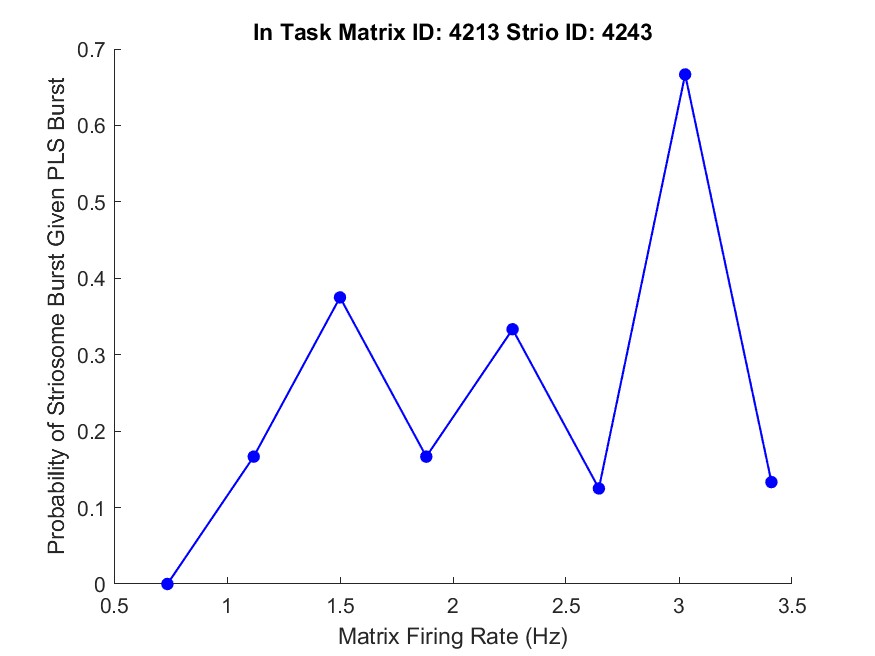 In Task Matrix ID: 4213 Strio ID: 4243
Probability of Striosome Burst Given PLS Burst
0.7
0.6
0.5
0.4
0.3
0.2
0.1
0
0.5 1 1.5 2 2.5 3 3.5
Matrix Firing Rate (Hz)